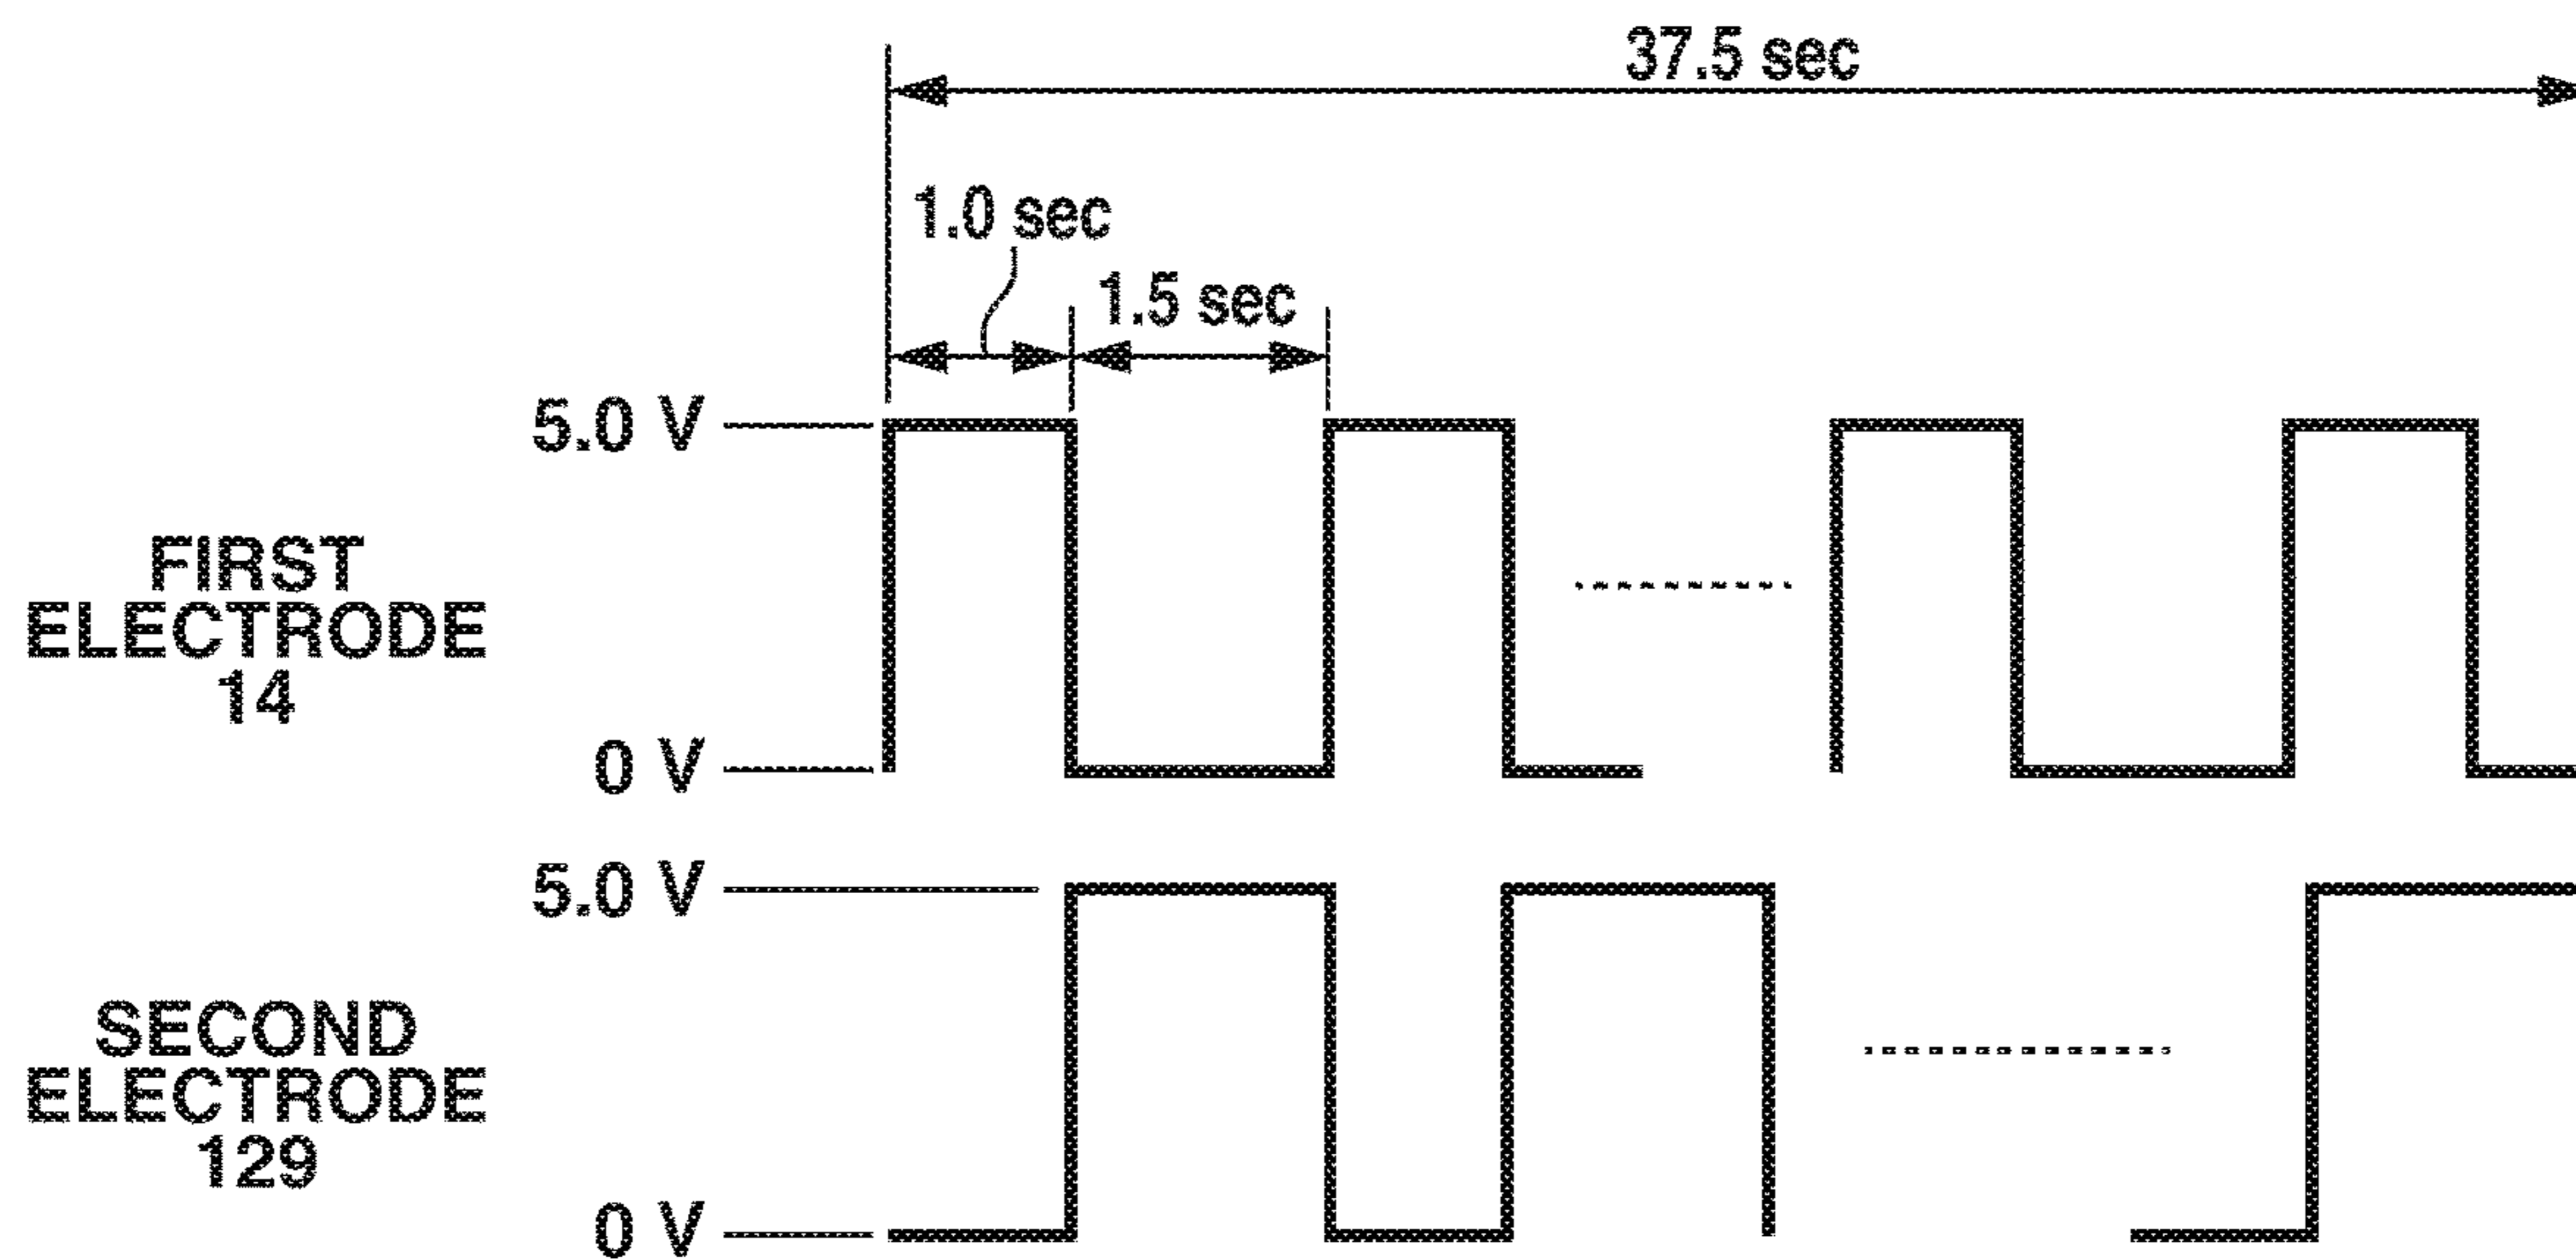 37.5 sec
1.0 sec
1.5 sec
5.0 V
FIRST
ELECTRODE
14
0 V
5.0 V
SECOND
ELECTRODE
129
0 V